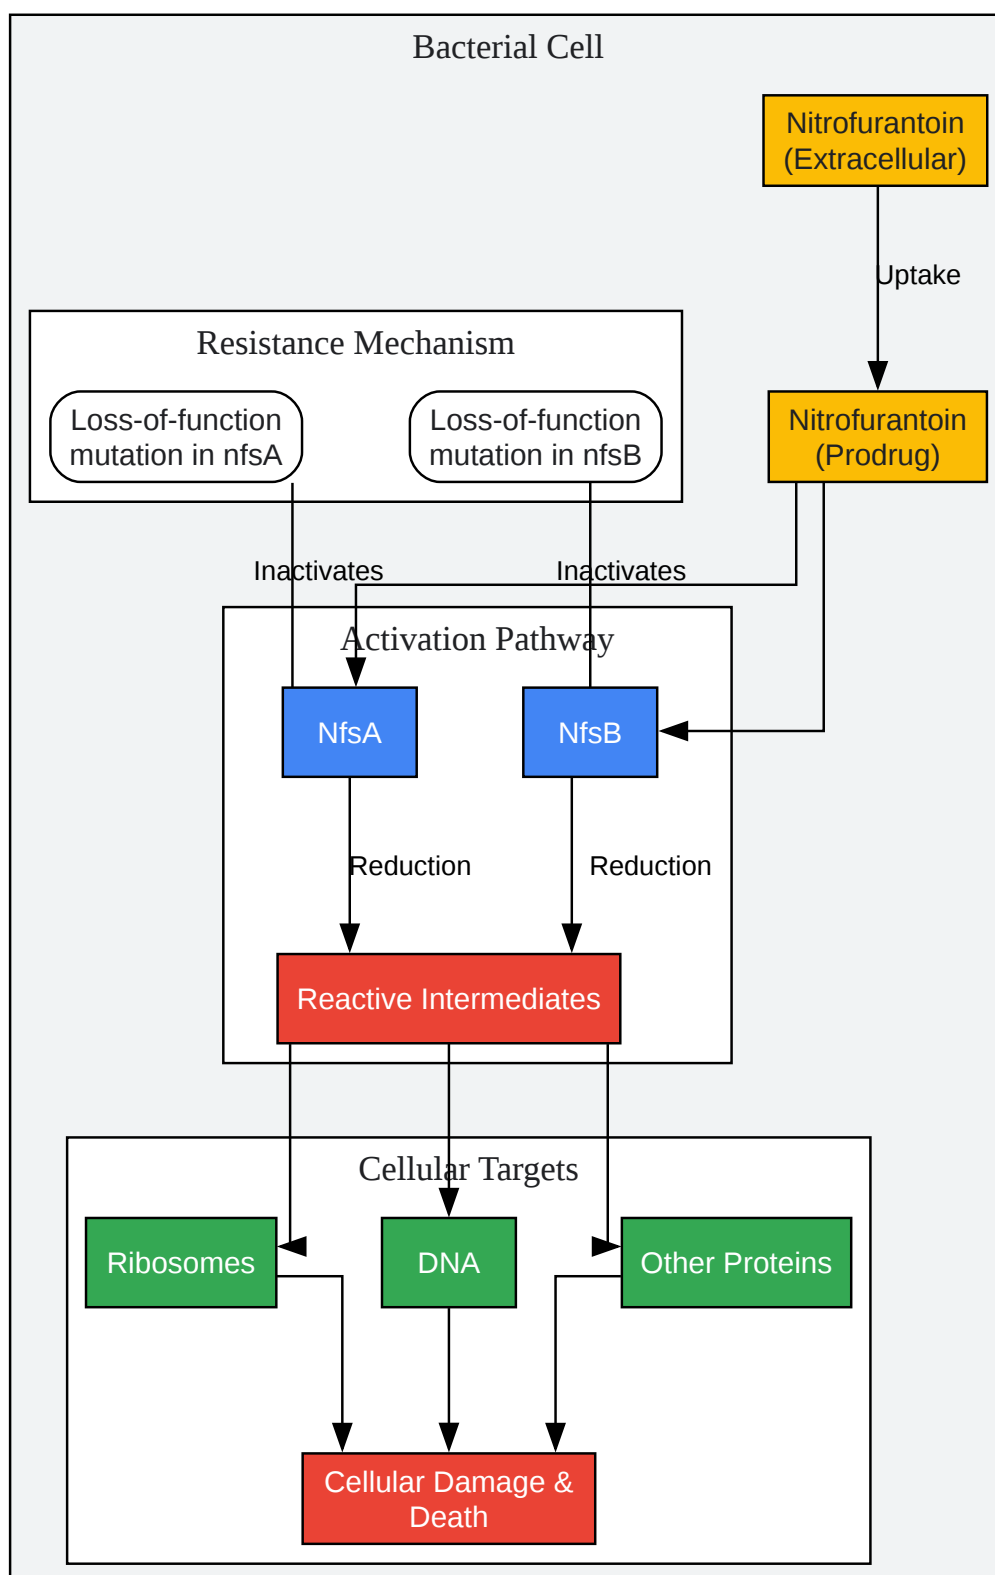 Bacterial Cell
Nitrofurantoin
(Extracellular)
Uptake
Resistance Mechanism
Loss-of-function
mutation in nfsA
Loss-of-function
mutation in nfsB
Nitrofurantoin
(Prodrug)
Inactivates
Inactivates
Activation Pathway
NfsA
NfsB
Reduction
Reduction
Reactive Intermediates
Cellular Targets
Ribosomes
DNA
Other Proteins
Cellular Damage &
Death